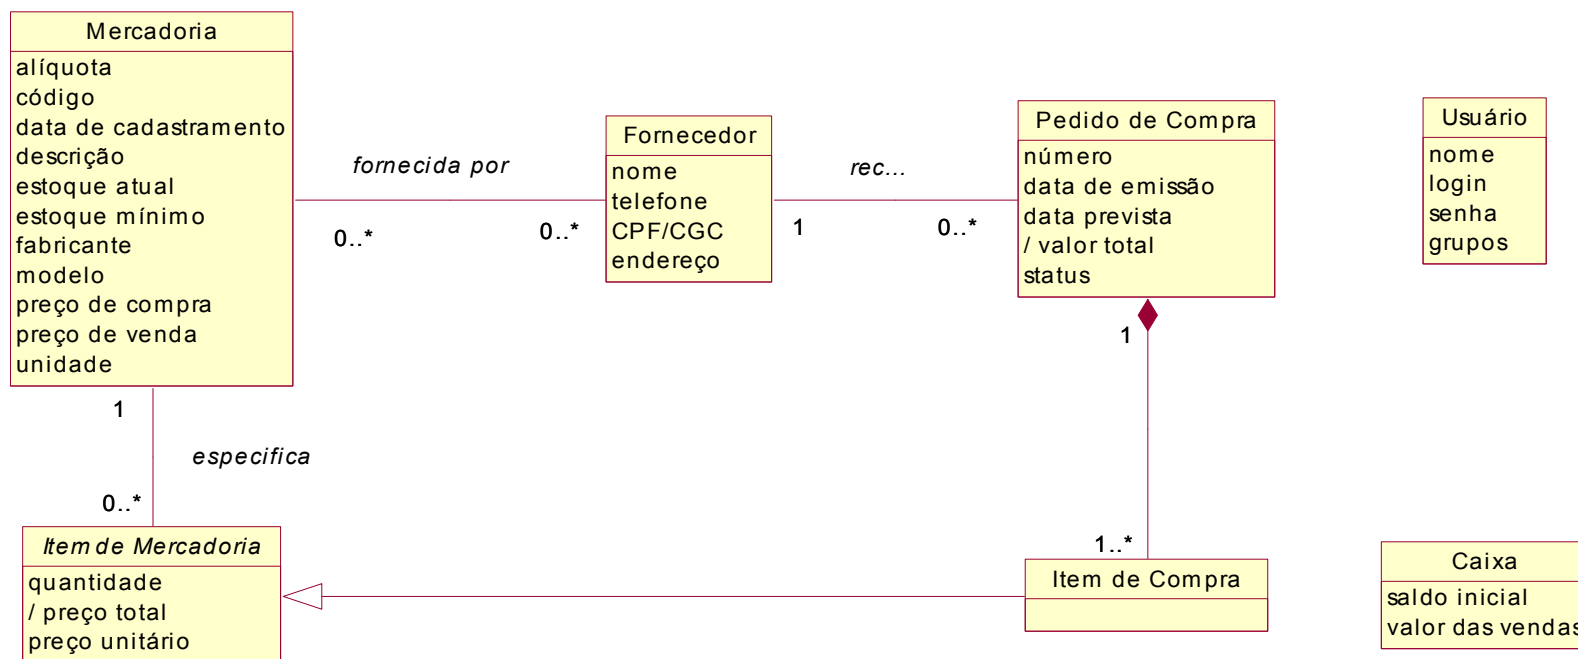 Mercadoria
alíquota
código
data de cadastramento
descrição
estoque atual
estoque mínimo
fabricante
modelo
preço de compra
preço de venda
unidade
fornecida por
0..*
0..*
Fornecedor
nome
telefone
CPF/CGC
endereço
rec...
1
0..*
Pedido de Compra
número
data de emissão
data prevista
/ valor total
status
Usuário
nome
login
senha
grupos
1
especifica
0..*
1
1..*
Item de Mercadoria
quantidade
/ preço total
preço unitário
Item de Compra
Caixa
saldo inicial
valor das vendas